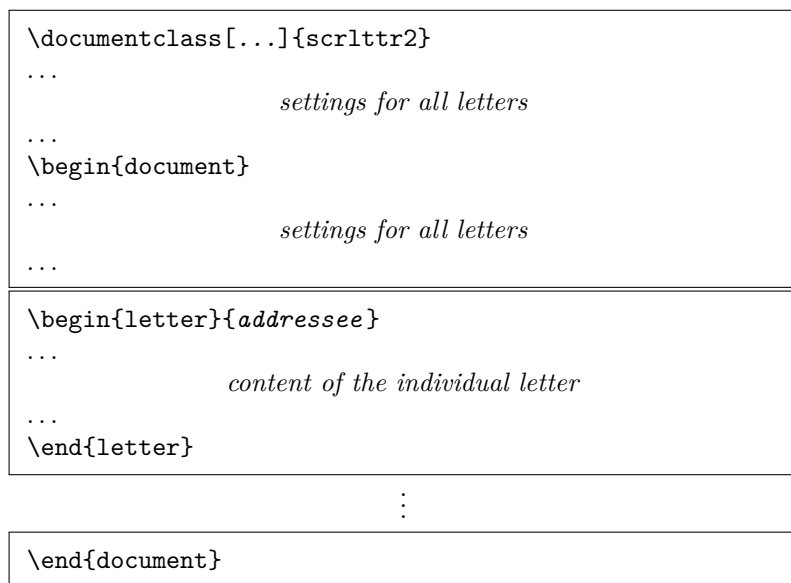 \documentclass[...]{scrlttr2}
...
settings for all letters
...
\begin{document}
...
settings for all letters
...
\begin{letter}{addressee}
...
content of the individual letter
...
\end{letter}
⋮
\end{document}